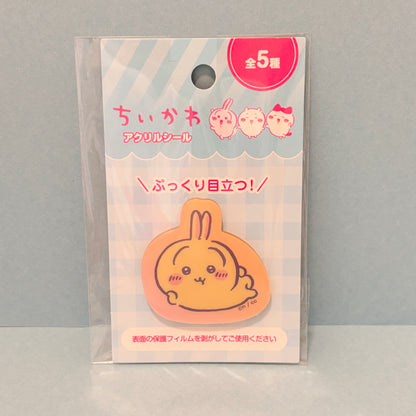 全5種
ちいかわ
アクリルシール
ぷっくり目立つ!
©n / cc
表面の保護フィルムを剥がしてご使用ください